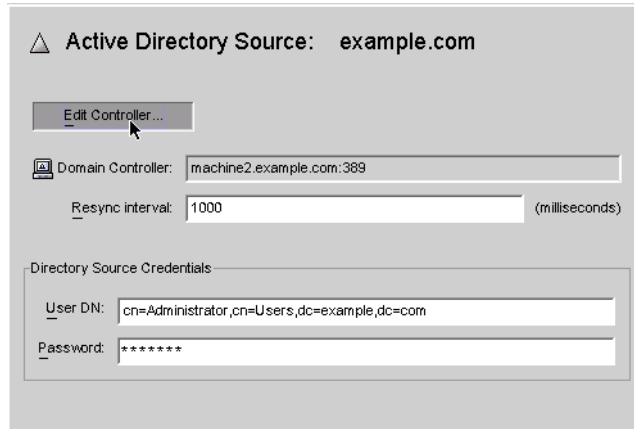 Active Directory Source: example.com
Edit Controller...
Domain Controller: machine2.example.com:389
Resync interval: 1000 (milliseconds)
Directory Source Credentials
User DN: cn=Administrator,cn=Users,dc=example,dc=com
Password: *******